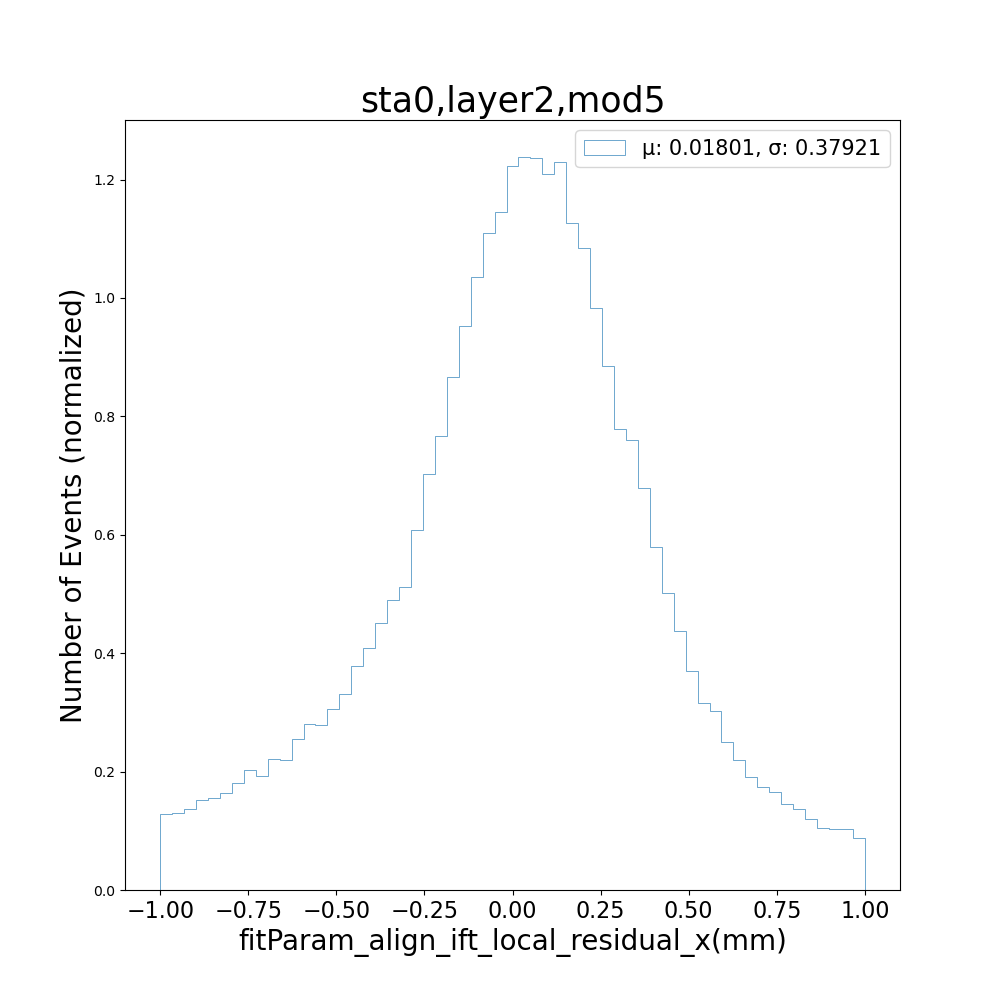 sta0,layer2,mod5
μ: 0.01801, σ: 0.37921
Number of Events (normalized)
1.2
1.0
0.8
0.6
0.4
0.2
0.0
−1.00 −0.75 −0.50 −0.25 0.00 0.25 0.50 0.75 1.00
fitParam_align_ift_local_residual_x(mm)